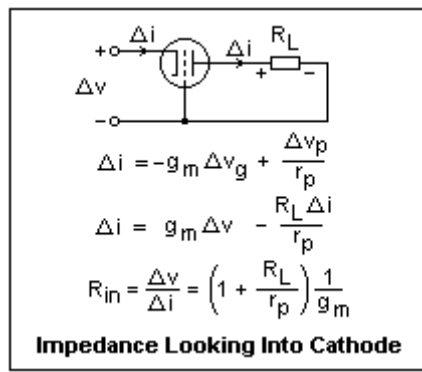 Δi Δi R_L
+ + -
Δv
-
Δi = -g_m Δv_g + Δv_p / r_p
Δi = g_m Δv - R_L Δi / r_p
R_in = Δv / Δi = (1 + R_L / r_p) 1 / g_m
Impedance Looking Into Cathode